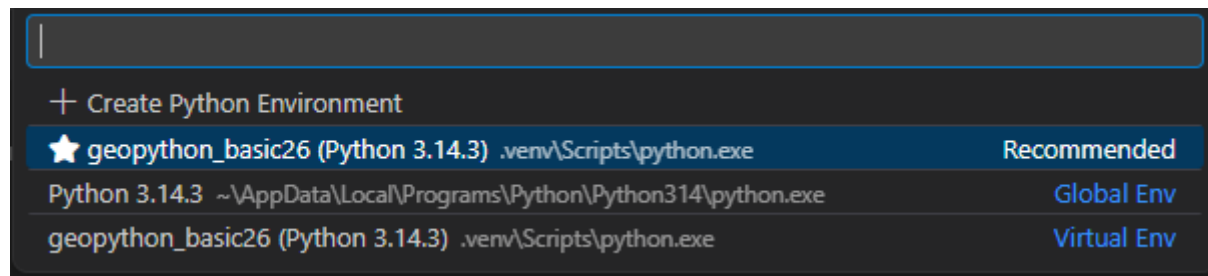 Create Python Environment
geopython_basic26 (Python 3.14.3) .venv\Scripts\python.exe Recommended
Python 3.14.3 ~\AppData\Local\Programs\Python\Python314\python.exe Global Env
geopython_basic26 (Python 3.14.3) .venv\Scripts\python.exe Virtual Env